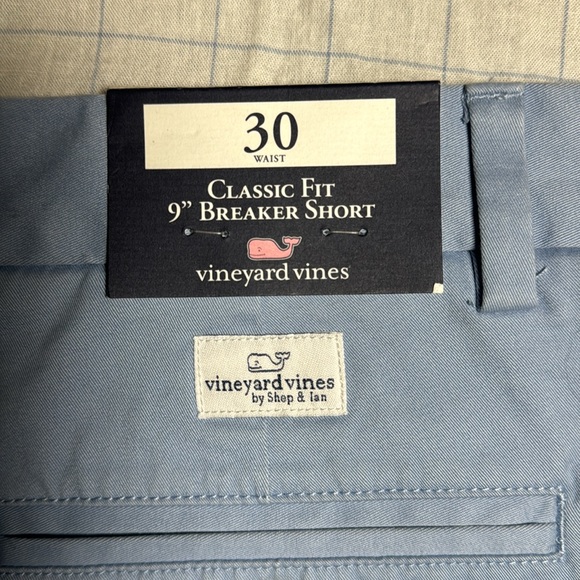 30
WAIST
CLASSIC FIT
9” BREAKER SHORT
vineyard vines
vineyard vines
by Shep & Ian